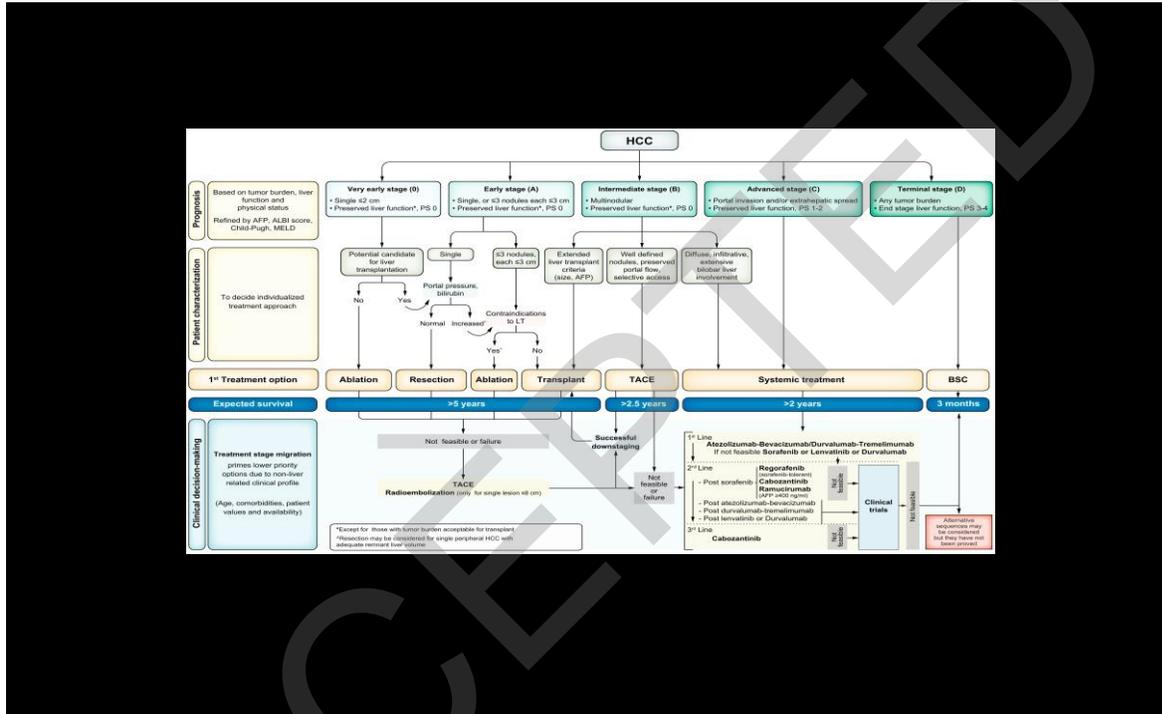 HCC
Prognosis
Based on tumor burden, liver
function and
physical status
Refined by AFP, ALBI score,
Child-Pugh, MELD
Very early stage (0)
• Single ≤2 cm
• Preserved liver function*, PS 0
Early stage (A)
• Single, or ≤3 nodules each ≤3 cm
• Preserved liver function*, PS 0
Intermediate stage (B)
• Multinodular
• Preserved liver function*, PS 0
Advanced stage (C)
• Portal invasion and/or extrahepatic spread
• Preserved liver function, PS 1-2
Terminal stage (D)
• Any tumor burden
• End stage liver function, PS 3-4
Patient characterization
To decide individualized
treatment approach
Potential candidate
for liver
transplantation
Single
≤3 nodules,
each ≤3 cm
Extended
liver transplant
criteria
(size, AFP)
Well defined
nodules, preserved
portal flow,
selective access
Diffuse, infiltrative,
extensive
bilobar liver
involvement
No
Yes
Portal pressure,
bilirubin
Normal
Increased^
Contraindications
to LT
Yes^
No
1st Treatment option
Ablation
Resection
Ablation
Transplant
TACE
Systemic treatment
BSC
Expected survival
>5 years
>2.5 years
>2 years
3 months
Clinical decision-making
Treatment stage migration
primes lower priority
options due to non-liver
related clinical profile
(Age, comorbidities, patient
values and availability)
Not feasible or failure
TACE
Radioembolization (only for single lesion ≤8 cm)
Successful
downstaging
Not
feasible
or
failure
1st Line
Atezolizumab-Bevacizumab/Durvalumab-Tremelimumab
If not feasible Sorafenib or Lenvatinib or Durvalumab
2nd Line
- Post sorafenib
Regorafenib
(sorafenib-tolerant)
Cabozantinib
Ramucirumab
(AFP ≥400 ng/ml)
- Post atezolizumab-bevacizumab
- Post durvalumab-tremelimumab
- Post lenvatinib or Durvalumab
Not
feasible
3rd Line
Cabozantinib
Not
feasible
Clinical
trials
Not feasible
Alternative
sequences may
be considered
but they have not
been proved
*Except for those with tumor burden acceptable for transplant
^Resection may be considered for single peripheral HCC with
adequate remnant liver volume
CEPTED